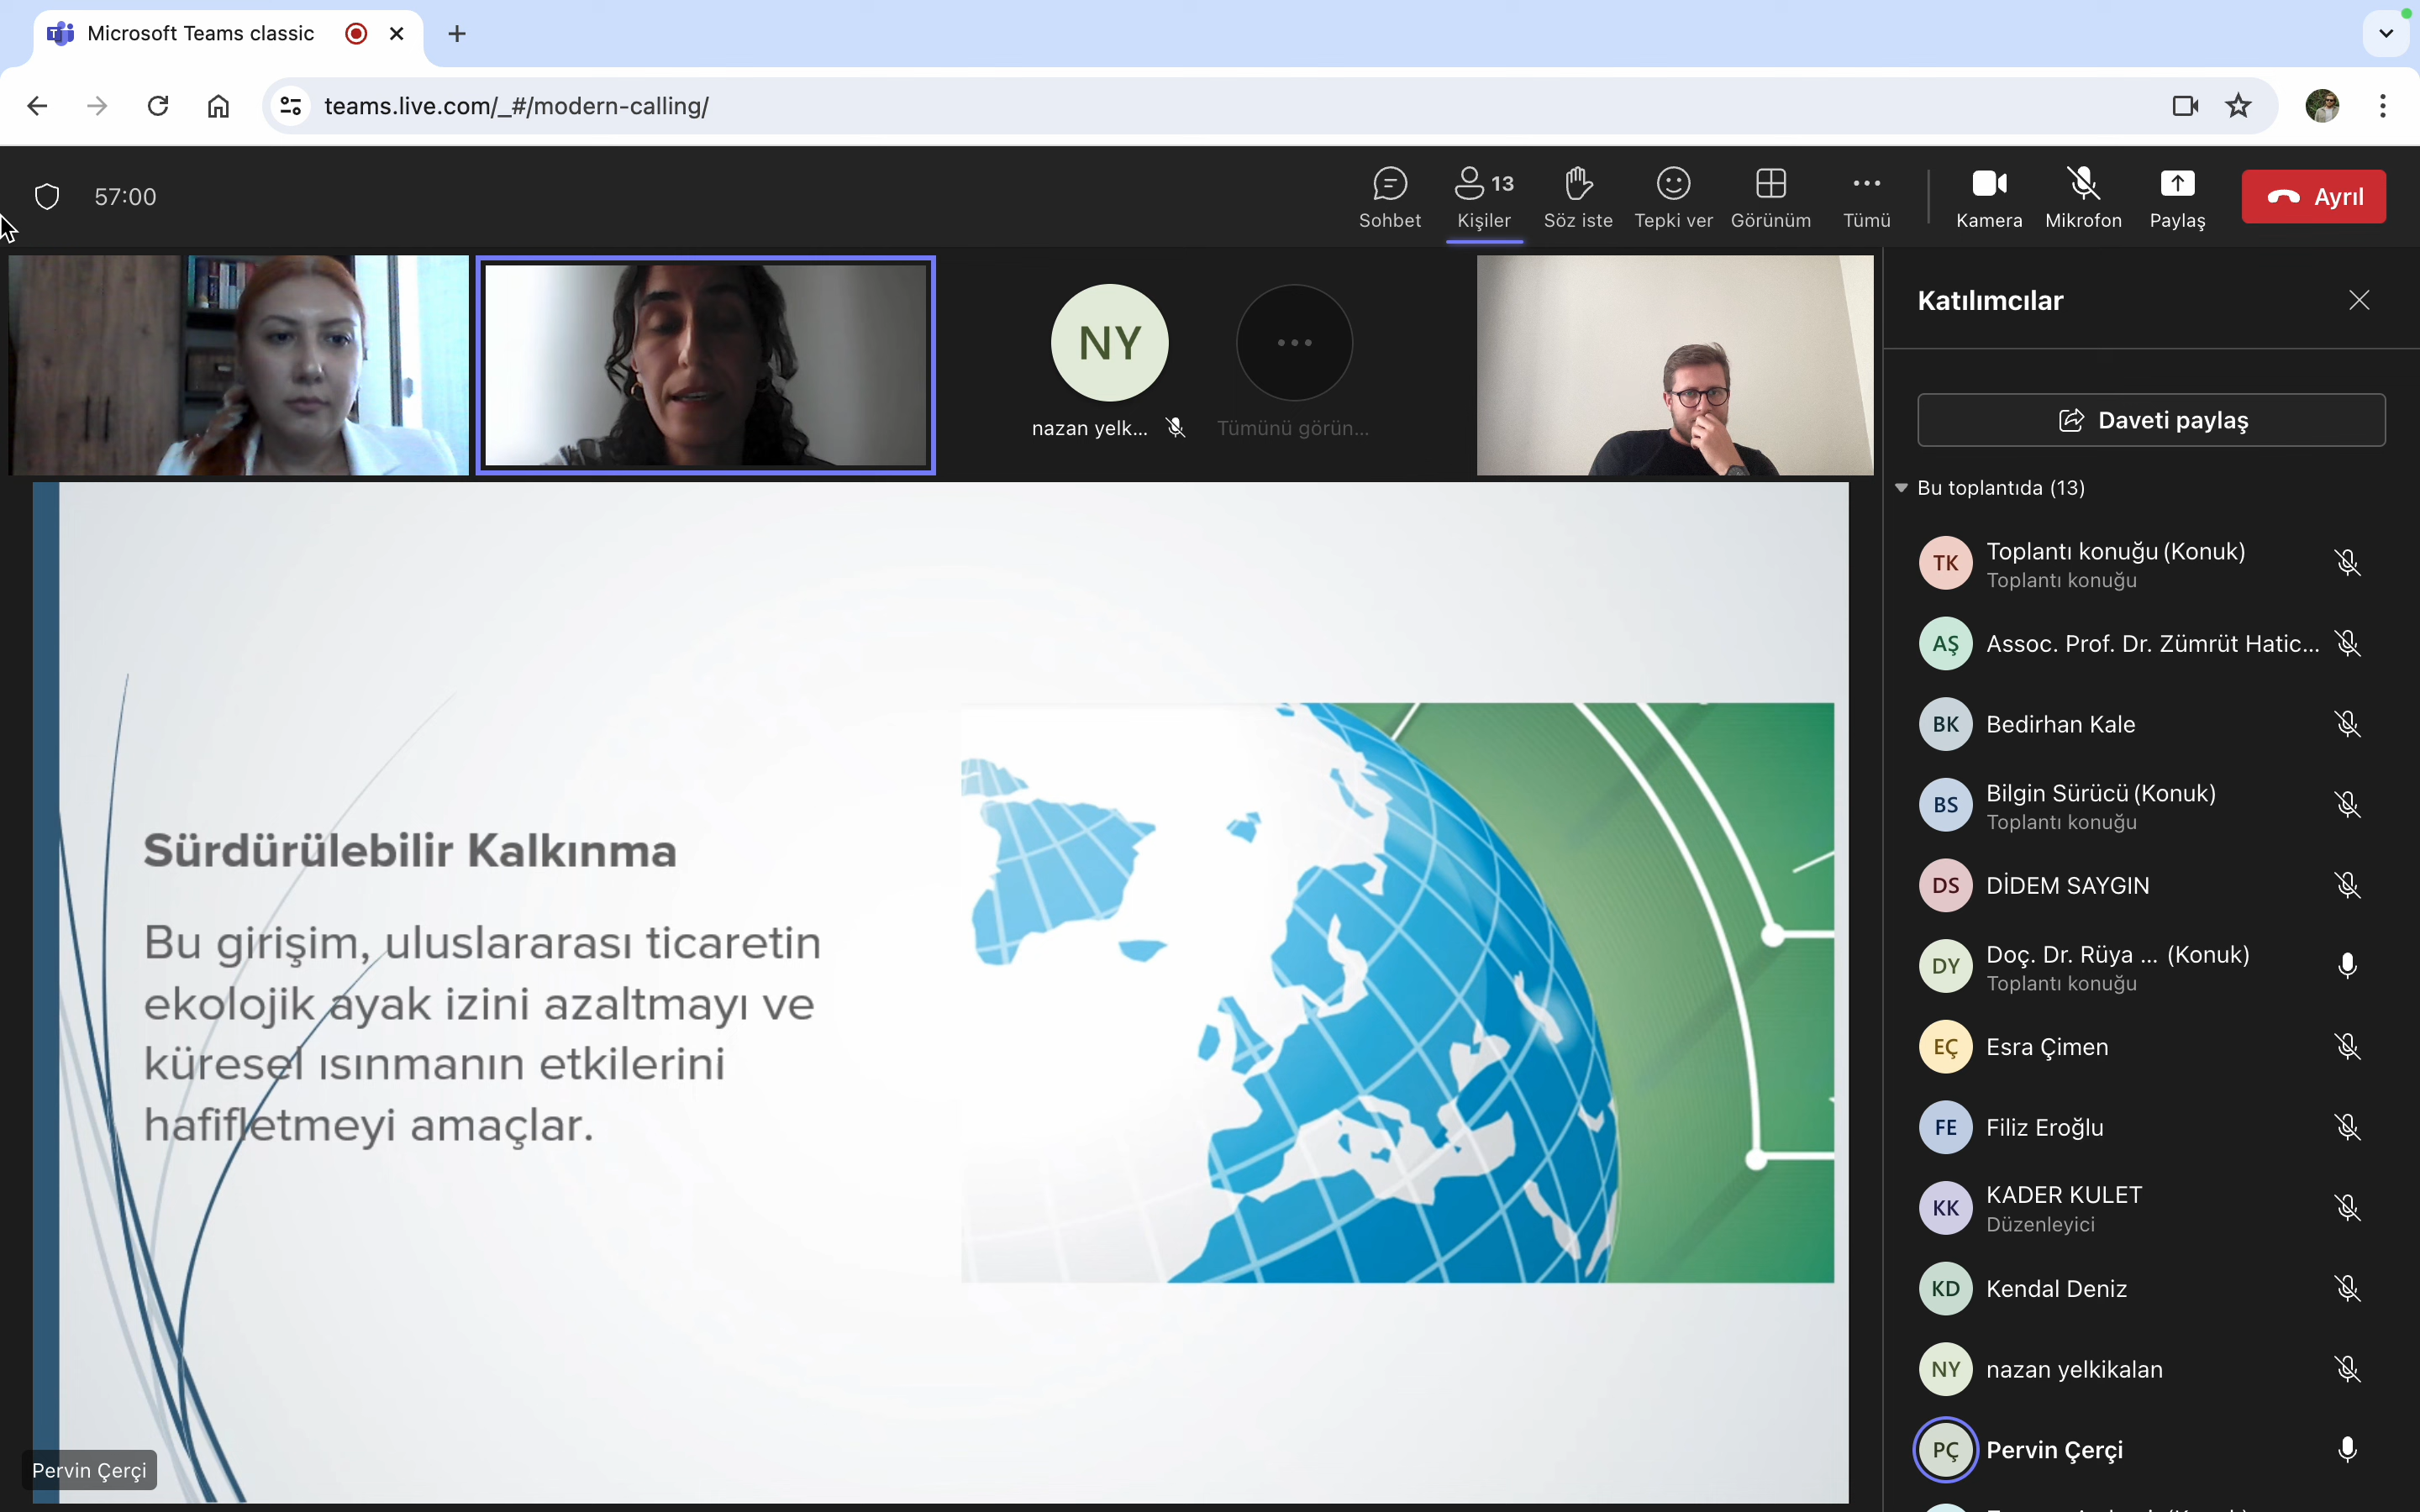 Microsoft Teams classic
teams.live.com/_#/modern-calling/
57:00
Sohbet
13
Kişiler
Söz iste
Tepki ver
Görünüm
Tümü
Kamera
Mikrofon
Paylaş
Ayrıl
NY
nazan yelk...
Tümünü görün...
Katılımcılar
Daveti paylaş
Bu toplantıda (13)
TK
Toplantı konuğu (Konuk)
Toplantı konuğu
AŞ
Assoc. Prof. Dr. Zümrüt Hatic...
BK
Bedirhan Kale
BS
Bilgin Sürücü (Konuk)
Toplantı konuğu
DS
DİDEM SAYGIN
DY
Doç. Dr. Rüya ... (Konuk)
Toplantı konuğu
EÇ
Esra Çimen
FE
Filiz Eroğlu
KK
KADER KULET
Düzenleyici
KD
Kendal Deniz
NY
nazan yelkikalan
PÇ
Pervin Çerçi
Sürdürülebilir Kalkınma
Bu girişim, uluslararası ticaretin
ekolojik ayak izini azaltmayı ve
küresel ısınmanın etkilerini
hafifletmeyi amaçlar.
Pervin Çerçi